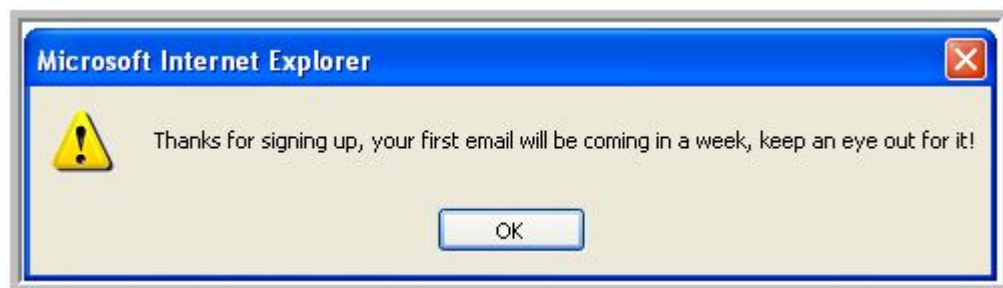 Microsoft Internet Explorer
Thanks for signing up, your first email will be coming in a week, keep an eye out for it!
OK